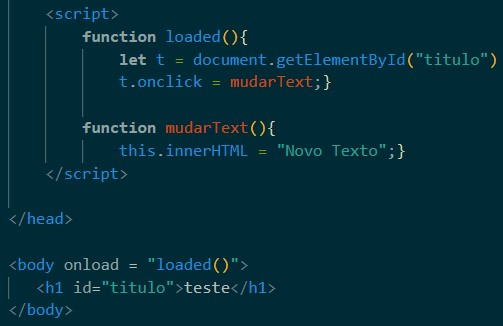 <script>
function loaded(){
let t = document.getElementById("titulo")
t.onclick = mudarText;}
function mudarText(){
this.innerHTML = "Novo Texto";}
</script>
</head>
<body onload = "loaded()">
<h1 id="titulo">teste</h1>
</body>